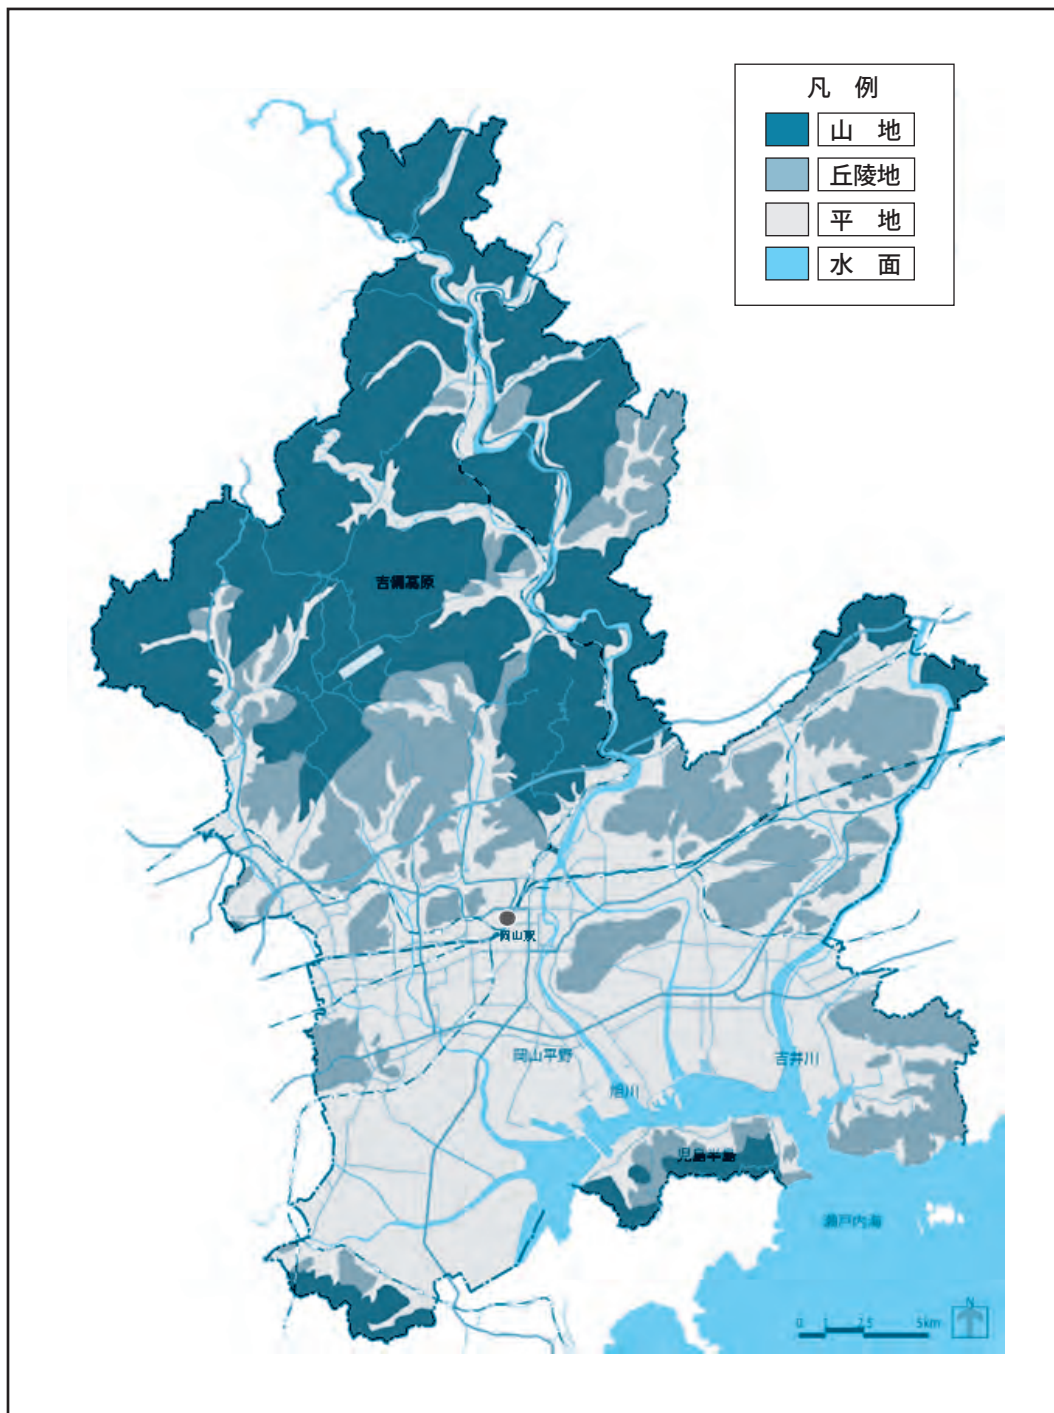 凡　例
山　地
丘陵地
平　地
水　面
吉備高原
岡山駅
岡山平野
旭川
吉井川
児島半島
瀬戸内海
0 1 2.5 5km
N